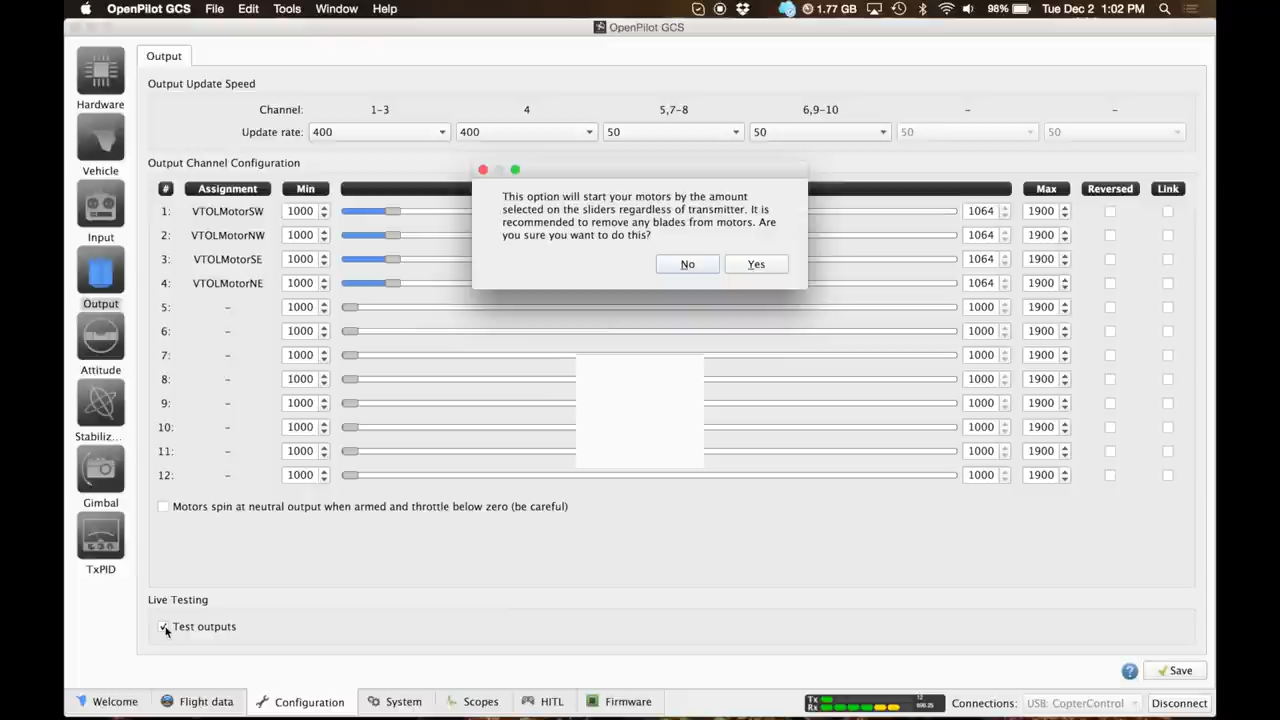 OpenPilot GCS File Edit Tools Window Help 1.77 GB 98% Tue Dec 2 1:02 PM
OpenPilot GCS
Output
Output Update Speed
Channel: 1-3 4 5,7-8 6,9-10 - -
Update rate: 400 400 50 50 50 50
Output Channel Configuration
# Assignment Min Max Reversed Link
1: VTOLMotorSW 1000 1064 1900
2: VTOLMotorNW 1000 1064 1900
3: VTOLMotorSE 1000 1064 1900
4: VTOLMotorNE 1000 1064 1900
5: - 1000 1000 1900
6: - 1000 1000 1900
7: - 1000 1000 1900
8: - 1000 1000 1900
9: - 1000 1000 1900
10: - 1000 1000 1900
11: - 1000 1000 1900
12: - 1000 1000 1900
This option will start your motors by the amount
selected on the sliders regardless of transmitter. It is
recommended to remove any blades from motors. Are
you sure you want to do this?
No Yes
Motors spin at neutral output when armed and throttle below zero (be careful)
Live Testing
Test outputs
Save
Hardware
Vehicle
Input
Output
Attitude
Stabiliz...
Gimbal
TxPID
Welcome Flight data Configuration System Scopes HITL Firmware
Tx
Rx
Connections: USB: CopterControl Disconnect